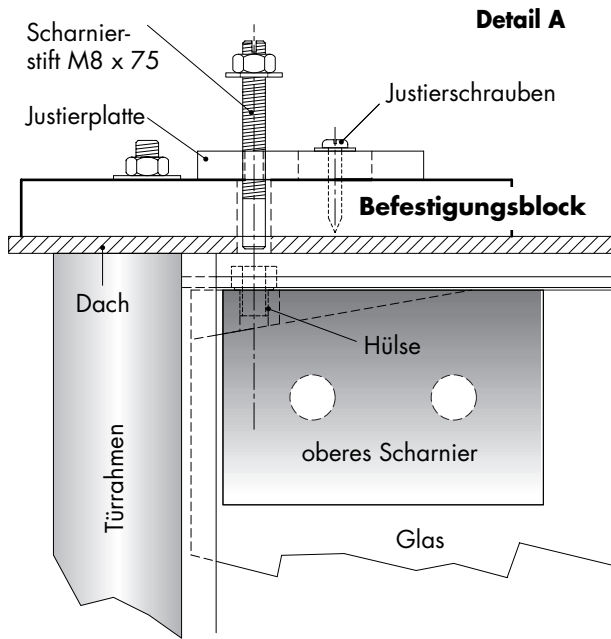 Detail A
Scharnier-
stift M8 x 75
Justierplatte
Justierschrauben
Befestigungsblock
Dach
Hülse
oberes Scharnier
Türrahmen
Glas